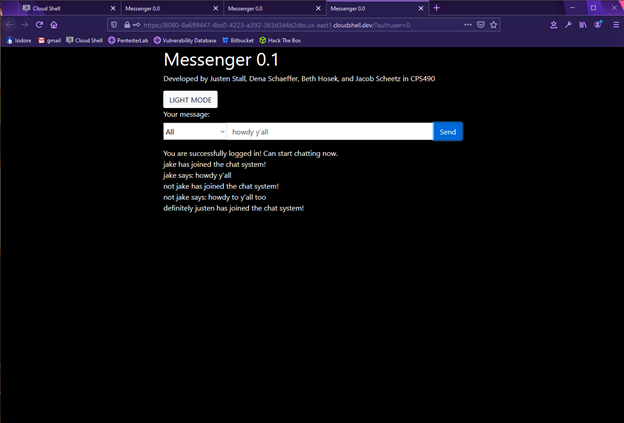 Cloud Shell
Messenger 0.0
Messenger 0.0
Messenger 0.0
https://8080-8a699447-6bc0-4223-a392-343d3d4d2dbc.us-east1.cloudshell.dev/?authuser=0
Isidore
gmail
Cloud Shell
PentesterLab
Vulnerability Database
Bitbucket
Hack The Box
Messenger 0.1
Developed by Justen Stall, Dena Schaeffer, Beth Hosek, and Jacob Scheetz in CPS490
LIGHT MODE
Your message:
All
howdy y'all
Send
You are successfully logged in! Can start chatting now.
jake has joined the chat system!
jake says: howdy y'all
not jake has joined the chat system!
not jake says: howdy to y'all too
definitely justen has joined the chat system!